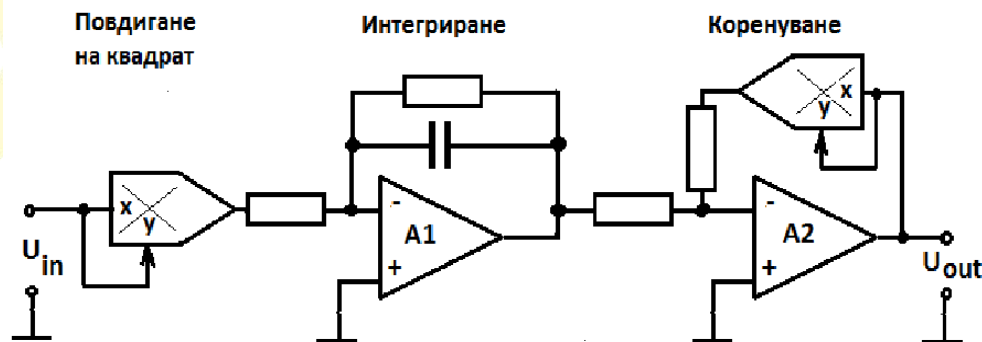 Повдигане
на квадрат
Интегриране
Коренуване
x
y
U in
-
A1
+
x
y
-
A2
+
U out